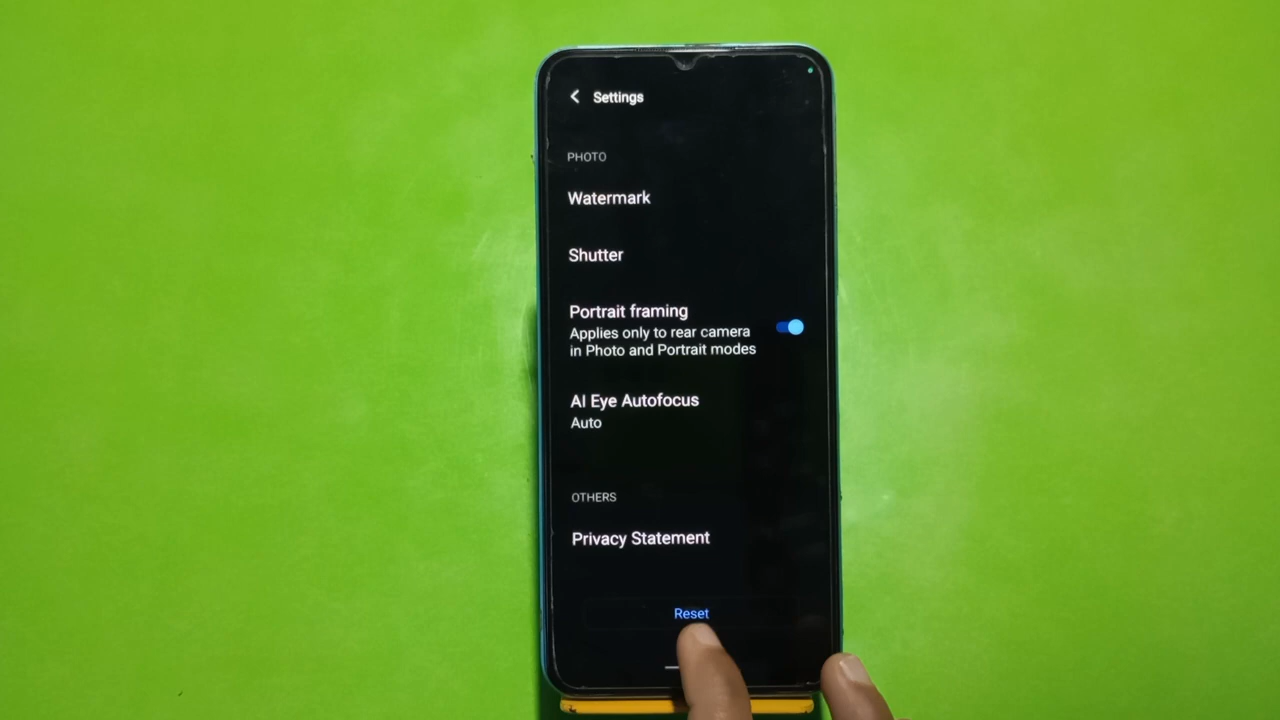 Settings
PHOTO
Watermark
Shutter
Portrait framing
Applies only to rear camera
in Photo and Portrait modes
AI Eye Autofocus
Auto
OTHERS
Privacy Statement
Reset